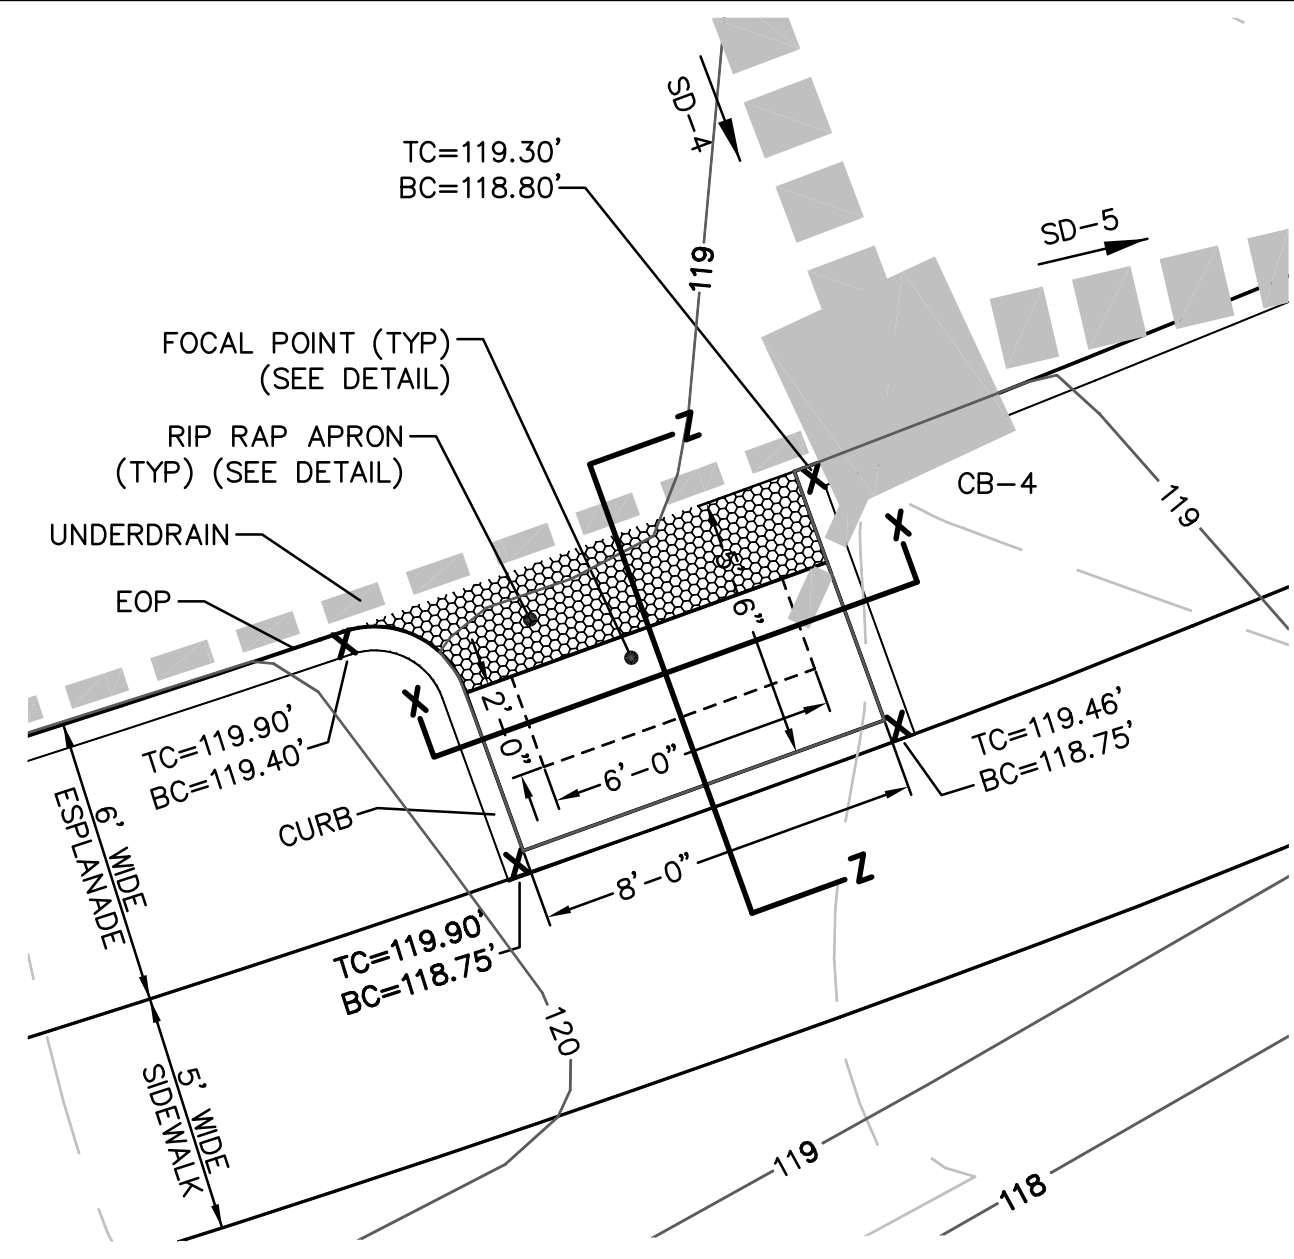 SD-4
TC=119.30'
BC=118.80'
SD-5
119
FOCAL POINT (TYP)
(SEE DETAIL)
Z
RIP RAP APRON
(TYP) (SEE DETAIL)
CB-4
119
X
UNDERDRAIN
5'
6"
EOP
X
2'-0"
TC=119.90'
BC=119.40'
6'-0"
TC=119.46'
BC=118.75'
CURB
6' WIDE
ESPLANADE
8'-0"
Z
TC=119.90'
BC=118.75'
120
5' WIDE
SIDEWALK
119
118